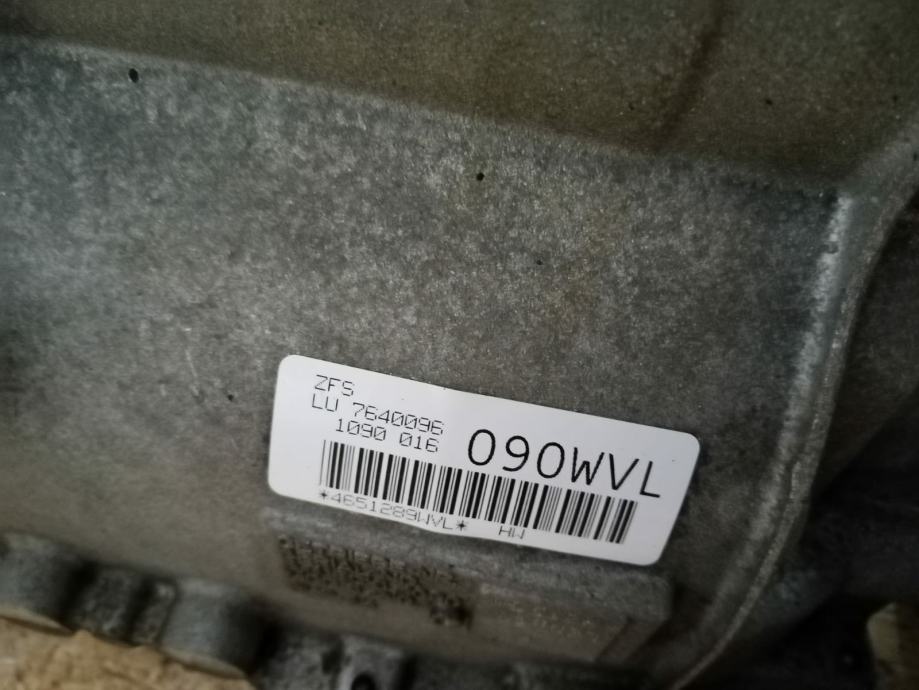 ZFS
LU 7640096
1090 016
090WVL
*4651289WVL*
HW